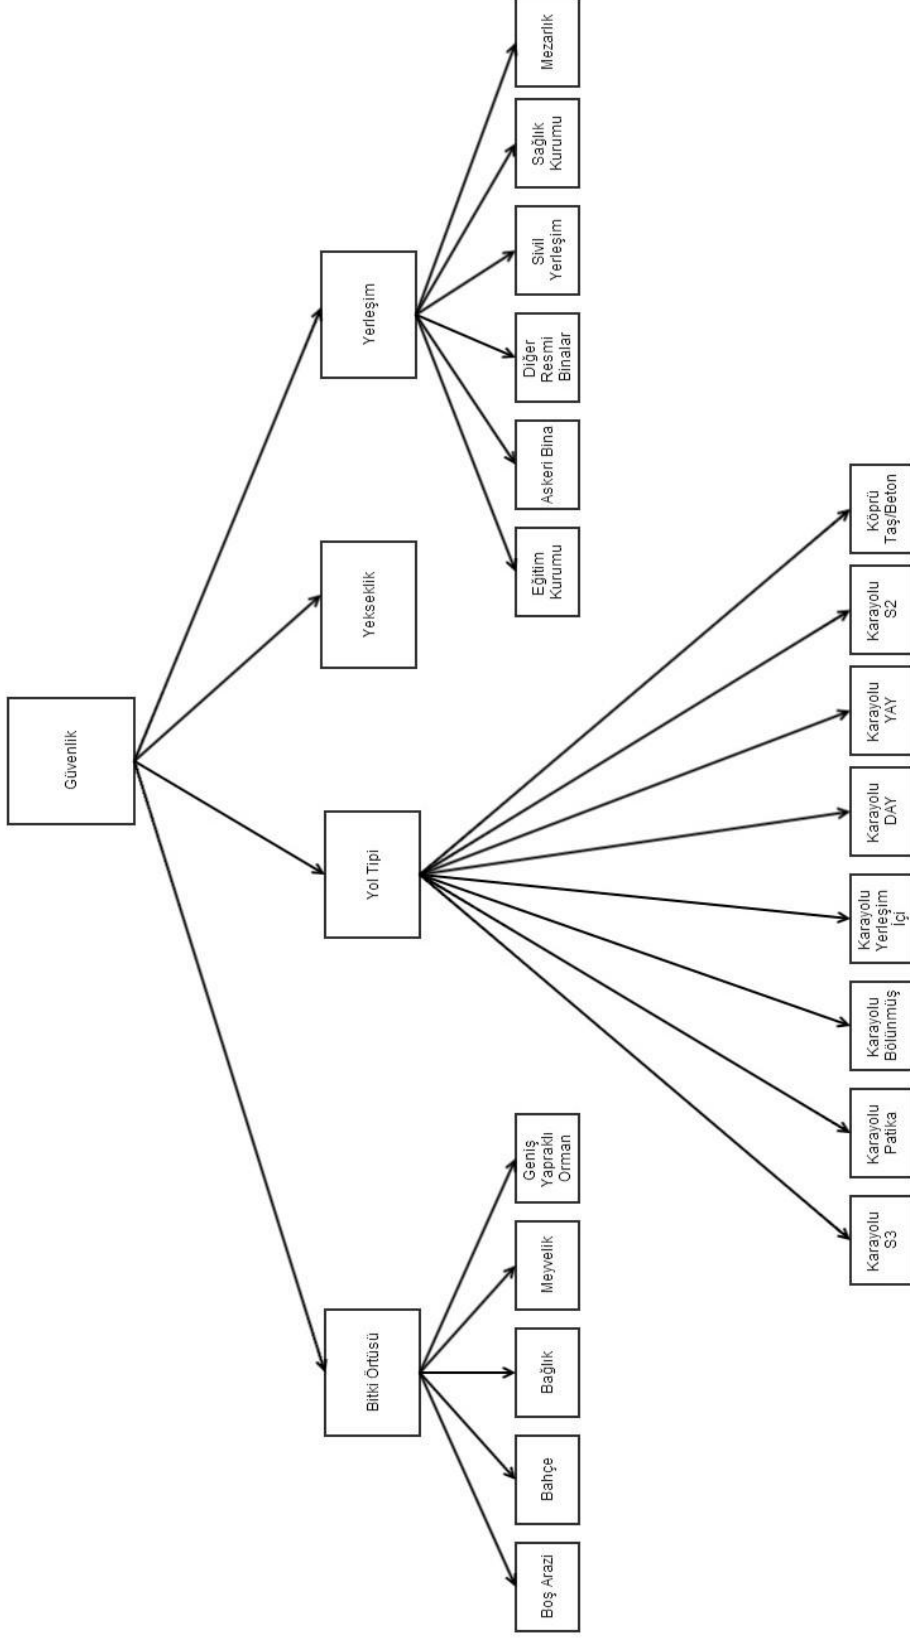 Güvenlik
Bitki Örtüsü
Yol Tipi
Yekseklik
Yerleşim
Boş Arazi
Bahçe
Bağlık
Meyvelik
Geniş
Yapraklı
Orman
Eğitim
Kurumu
Askeri Bina
Diğer
Resmi
Binalar
Sivil
Yerleşim
Sağlık
Kurumu
Mezarlık
Karayolu
S3
Karayolu
Patika
Karayolu
Bölünmüş
Karayolu
Yerleşim
İçi
Karayolu
DAY
Karayolu
YAY
Karayolu
S2
Köprü
Taş/Beton